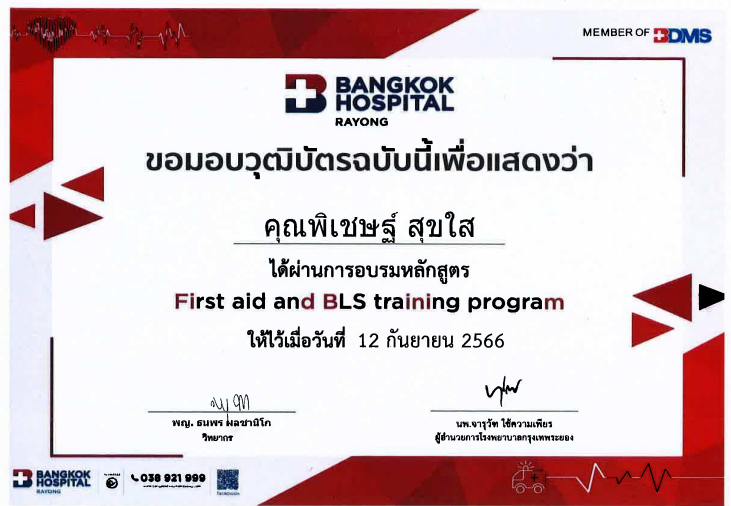 MEMBER OF BDMS
BANGKOK
HOSPITAL
RAYONG
ขอมอบวุฒิบัตรฉบับนี้เพื่อแสดงว่า
คุณพิเชษฐ์ สุขใส
ได้ผ่านการอบรมหลักสูตร
First aid and BLS training program
ให้ไว้เมื่อวันที่ 12 กันยายน 2566
พญ. ธนพร ผลชานิโก
วิทยากร
นพ.จารุวัฑ ใช้ความเพียร
ผู้อำนวยการโรงพยาบาลกรุงเทพระยอง
BANGKOK
HOSPITAL
RAYONG
038 921 999